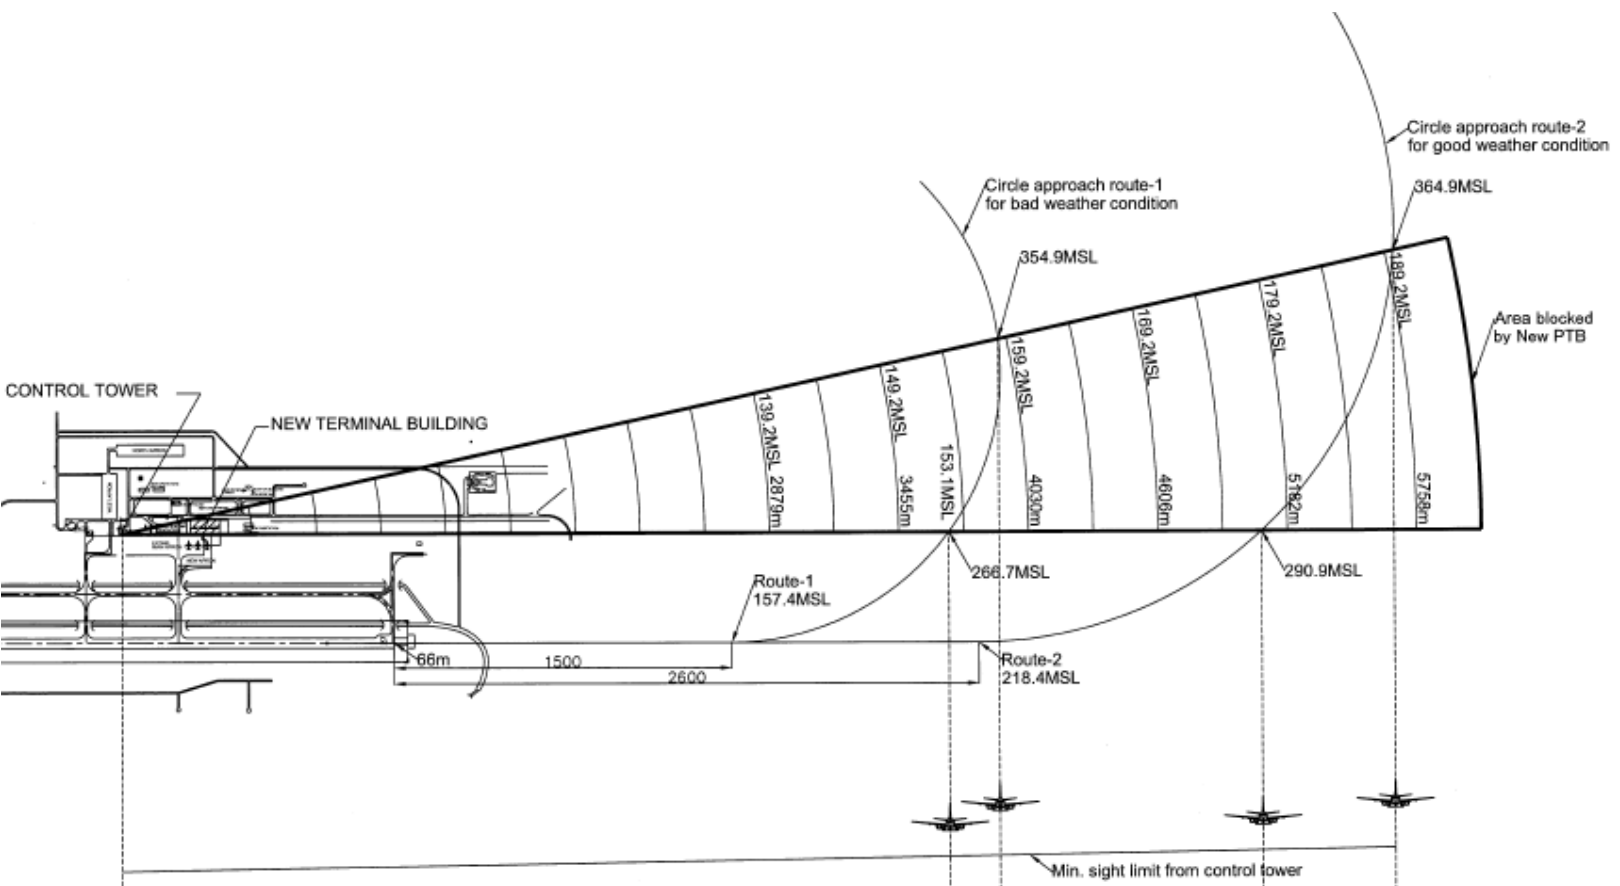 Circle approach route-2
for good weather condition
364.9MSL
Circle approach route-1
for bad weather condition
354.9MSL
189.2MSL
179.2MSL
169.2MSL
159.2MSL
149.2MSL
139.2MSL
Area blocked
by New PTB
CONTROL TOWER
NEW TERMINAL BUILDING
2879m
3455m
153.1MSL
4030m
4606m
5182m
5758m
266.7MSL
290.9MSL
Route-1
157.4MSL
66m
1500
2600
Route-2
218.4MSL
Min. sight limit from control tower